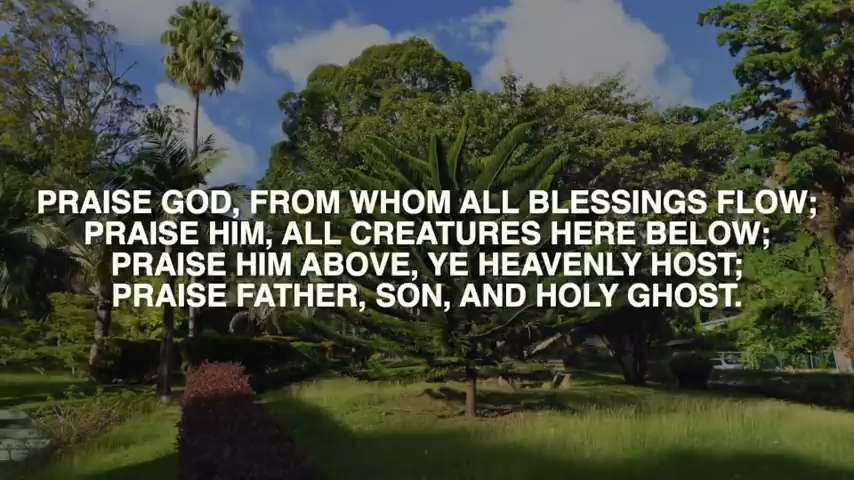 PRAISE GOD, FROM WHOM ALL BLESSINGS FLOW;
PRAISE HIM, ALL CREATURES HERE BELOW;
PRAISE HIM ABOVE, YE HEAVENLY HOST;
PRAISE FATHER, SON, AND HOLY GHOST.